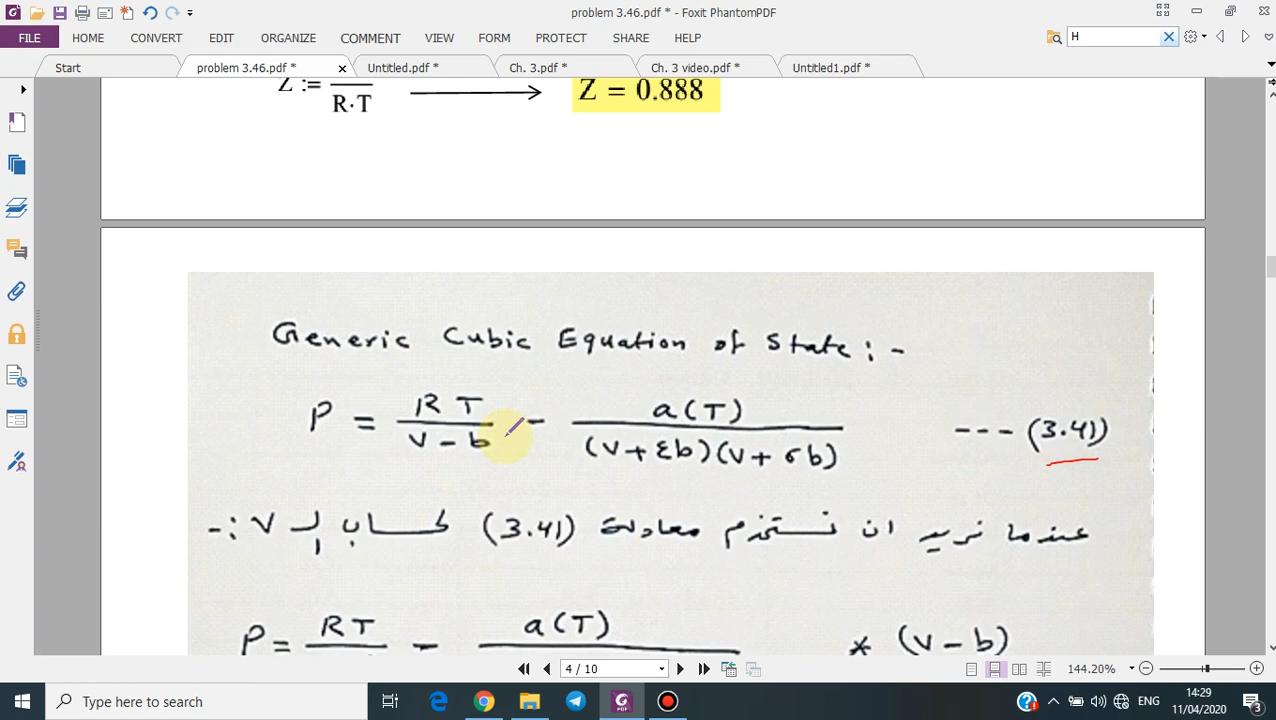 problem 3.46.pdf * - Foxit PhantomPDF
FILE HOME CONVERT EDIT ORGANIZE COMMENT VIEW FORM PROTECT SHARE HELP
H
Start problem 3.46.pdf * Untitled.pdf * Ch. 3.pdf * Ch. 3 video.pdf * Untitled1.pdf *
Z := R·T Z = 0.888
Generic Cubic Equation of State:-
P = RT / (V - b) - a(T) / (V + εb)(V + σb) --- (3.41)
عندما نريد ان نستخدم معادلة (3.41) لحساب الـ V :-
P = RT - a(T) * (V - b)
4 / 10
144.20%
Type here to search
ENG
14:29
11/04/2020
3